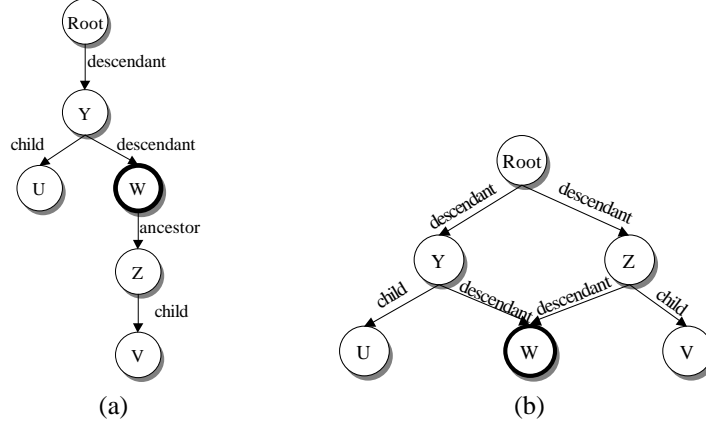 Root
descendant
Y
child descendant
U W
ancestor
Z
child
V
(a)
Root
descendant descendant
Y Z
child descendant descendant child
U W V
(b)